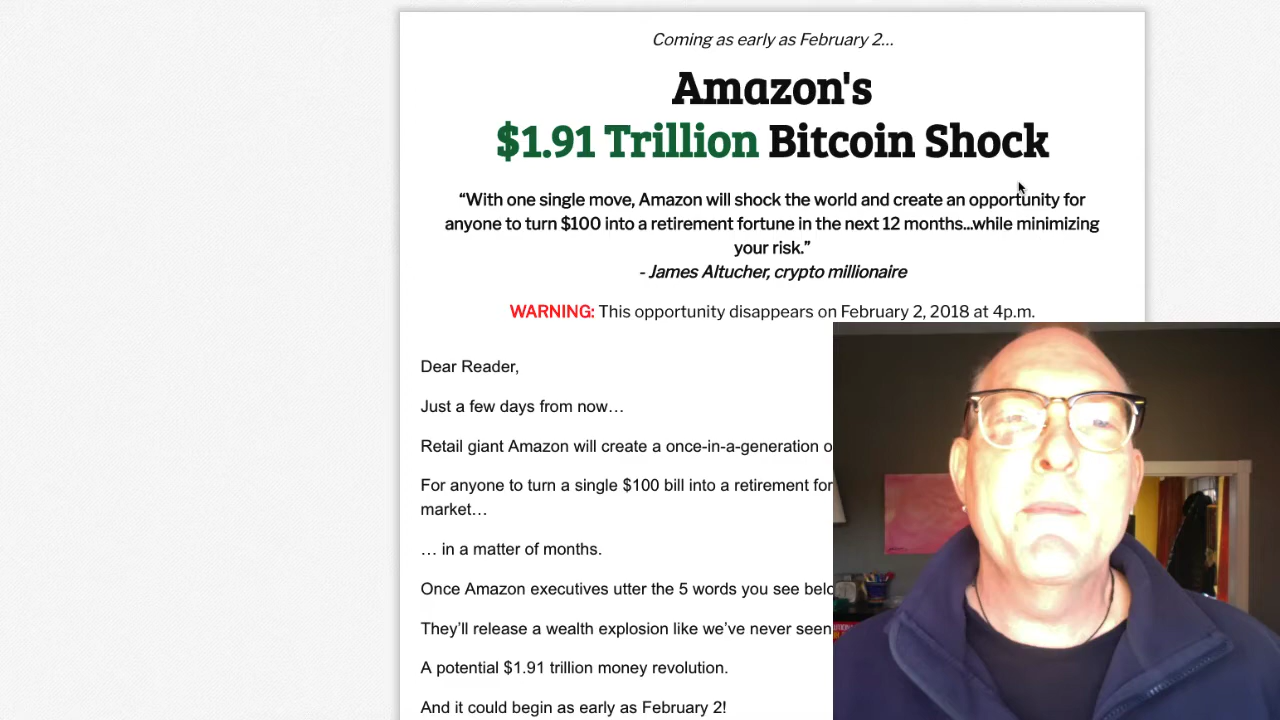 Coming as early as February 2...
Amazon's
$1.91 Trillion Bitcoin Shock
“With one single move, Amazon will shock the world and create an opportunity for
anyone to turn $100 into a retirement fortune in the next 12 months...while minimizing
your risk.”
- James Altucher, crypto millionaire
WARNING: This opportunity disappears on February 2, 2018 at 4p.m.
Dear Reader,
Just a few days from now…
Retail giant Amazon will create a once-in-a-generation
For anyone to turn a single $100 bill into a retirement
market…
… in a matter of months.
Once Amazon executives utter the 5 words you see
They’ll release a wealth explosion like we’ve never seen
A potential $1.91 trillion money revolution.
And it could begin as early as February 2!